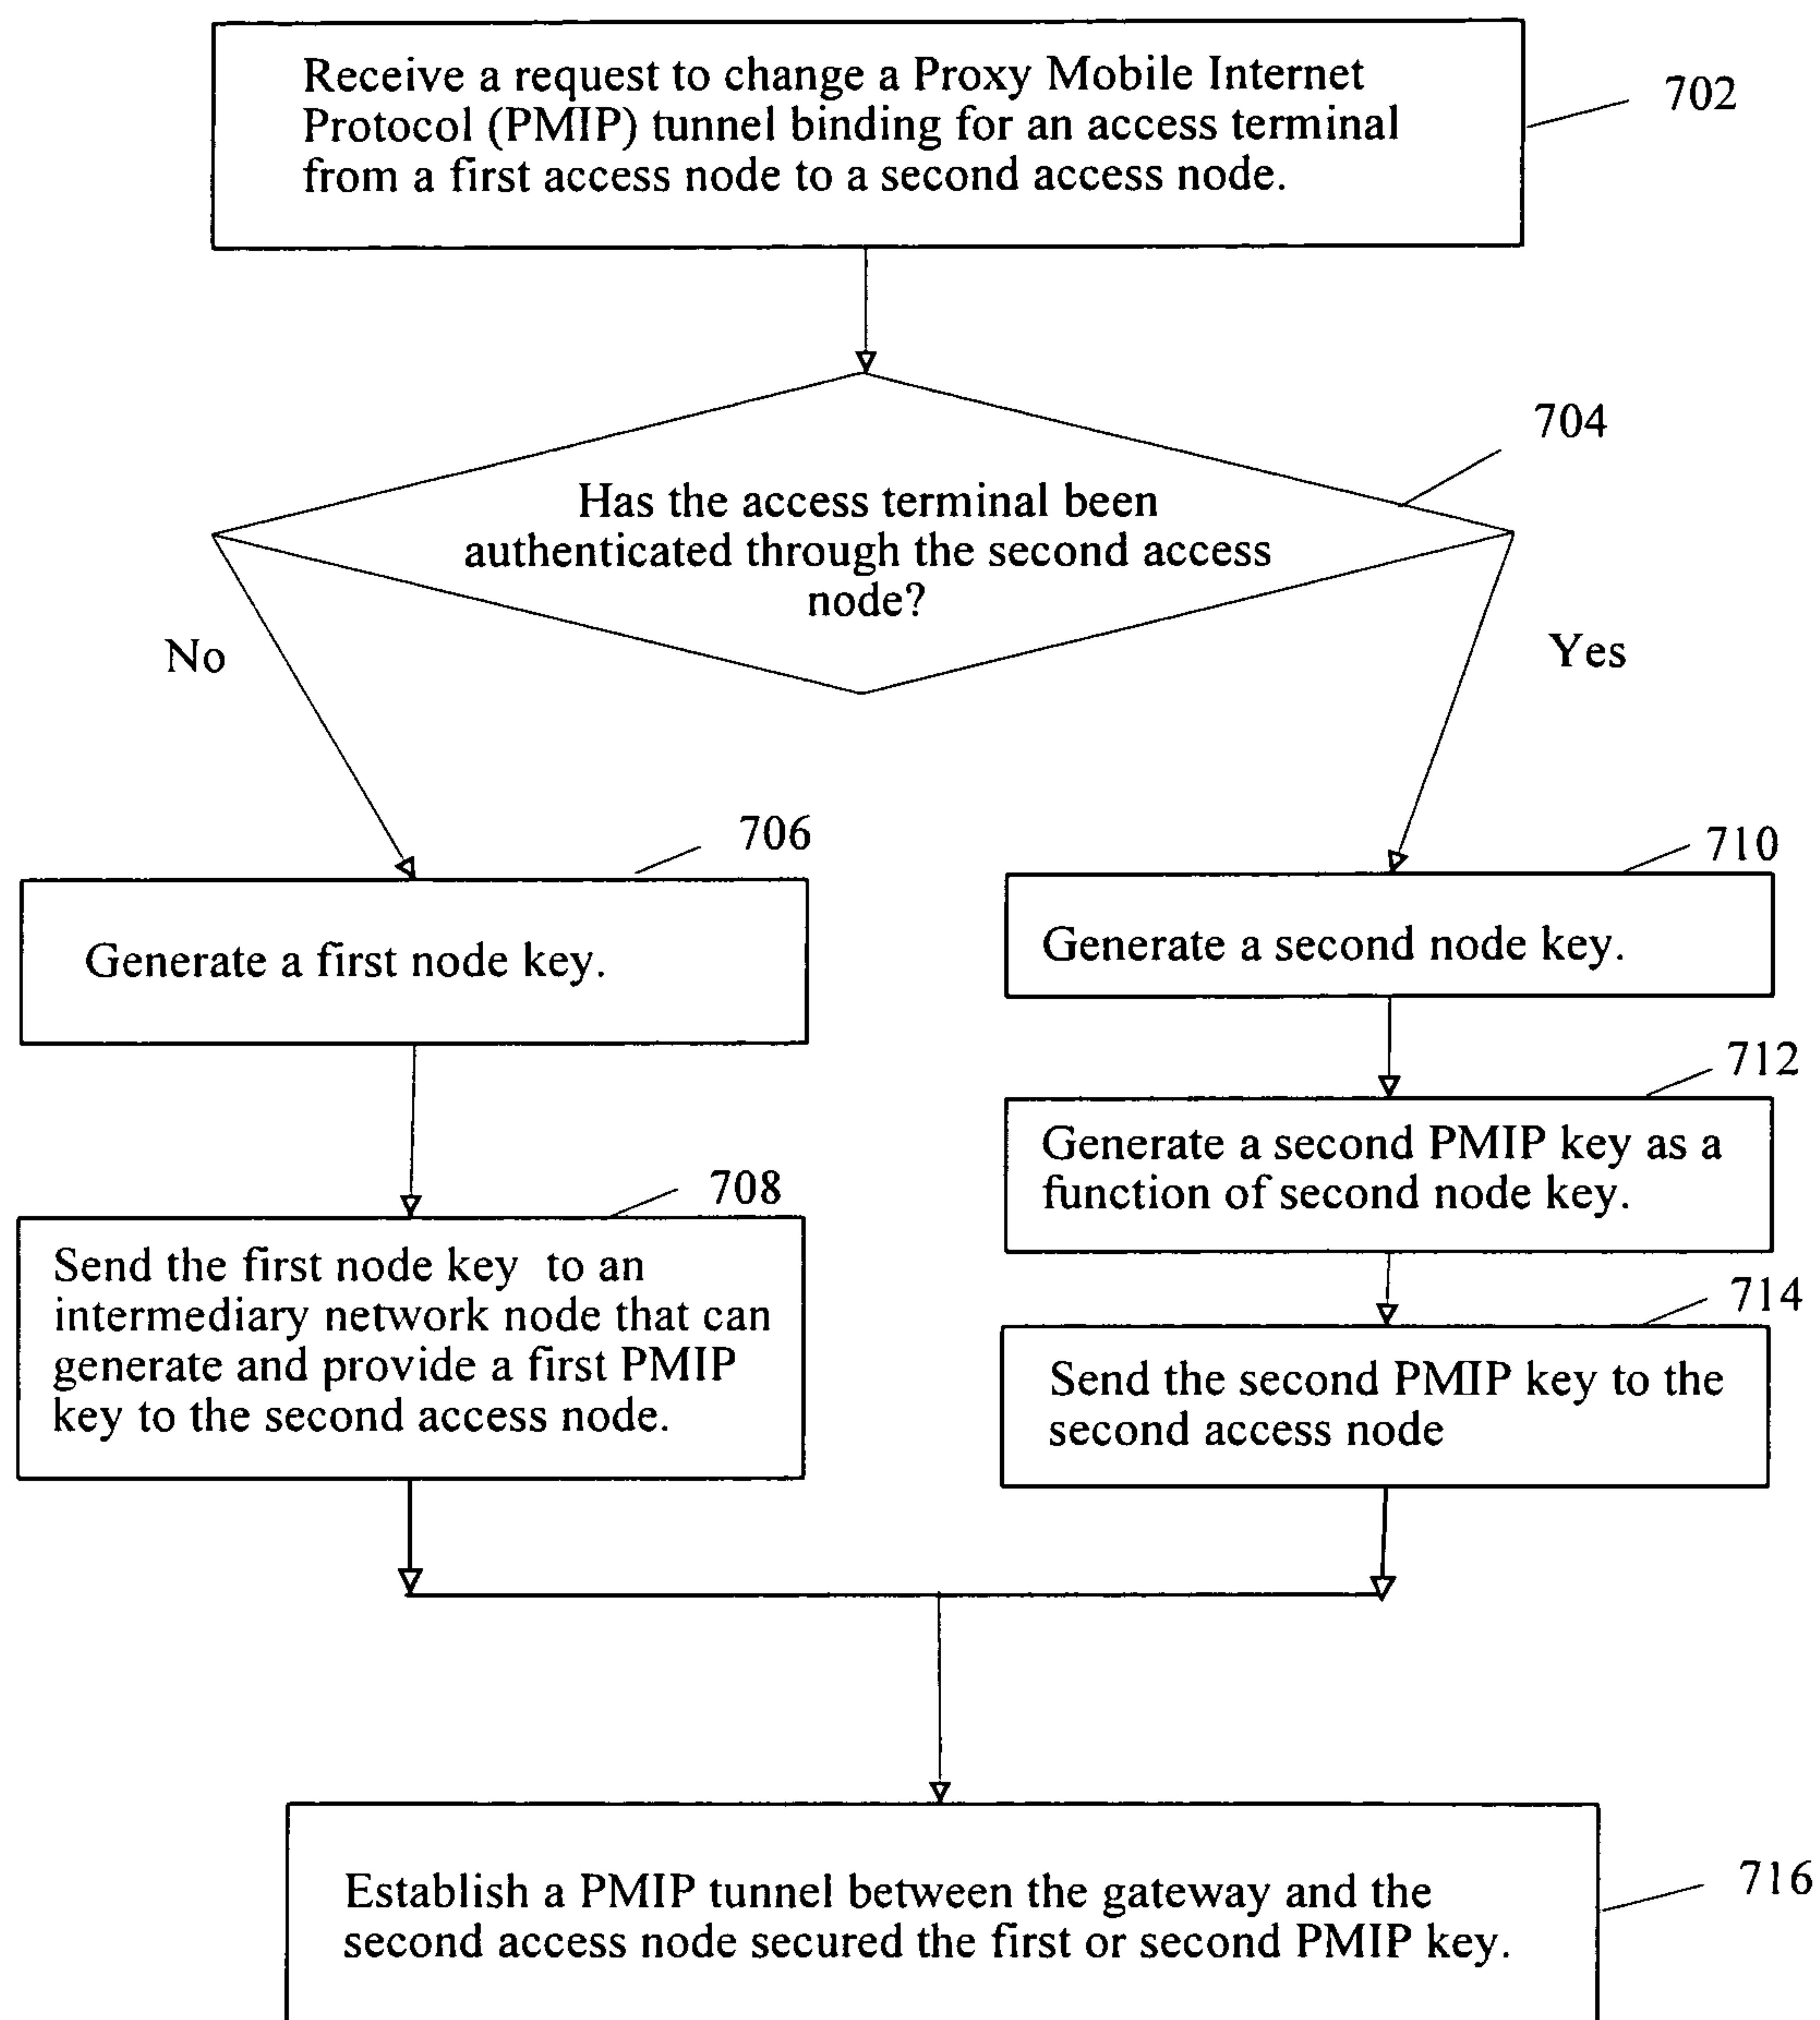 Receive a request to change a Proxy Mobile Internet
Protocol (PMIP) tunnel binding for an access terminal
from a first access node to a second access node.
702
704
Has the access terminal been
authenticated through the second access
node?
No
Yes
706
Generate a first node key.
710
Generate a second node key.
712
Generate a second PMIP key as a
function of second node key.
708
Send the first node key to an
intermediary network node that can
generate and provide a first PMIP
key to the second access node.
714
Send the second PMIP key to the
second access node
716
Establish a PMIP tunnel between the gateway and the
second access node secured the first or second PMIP key.